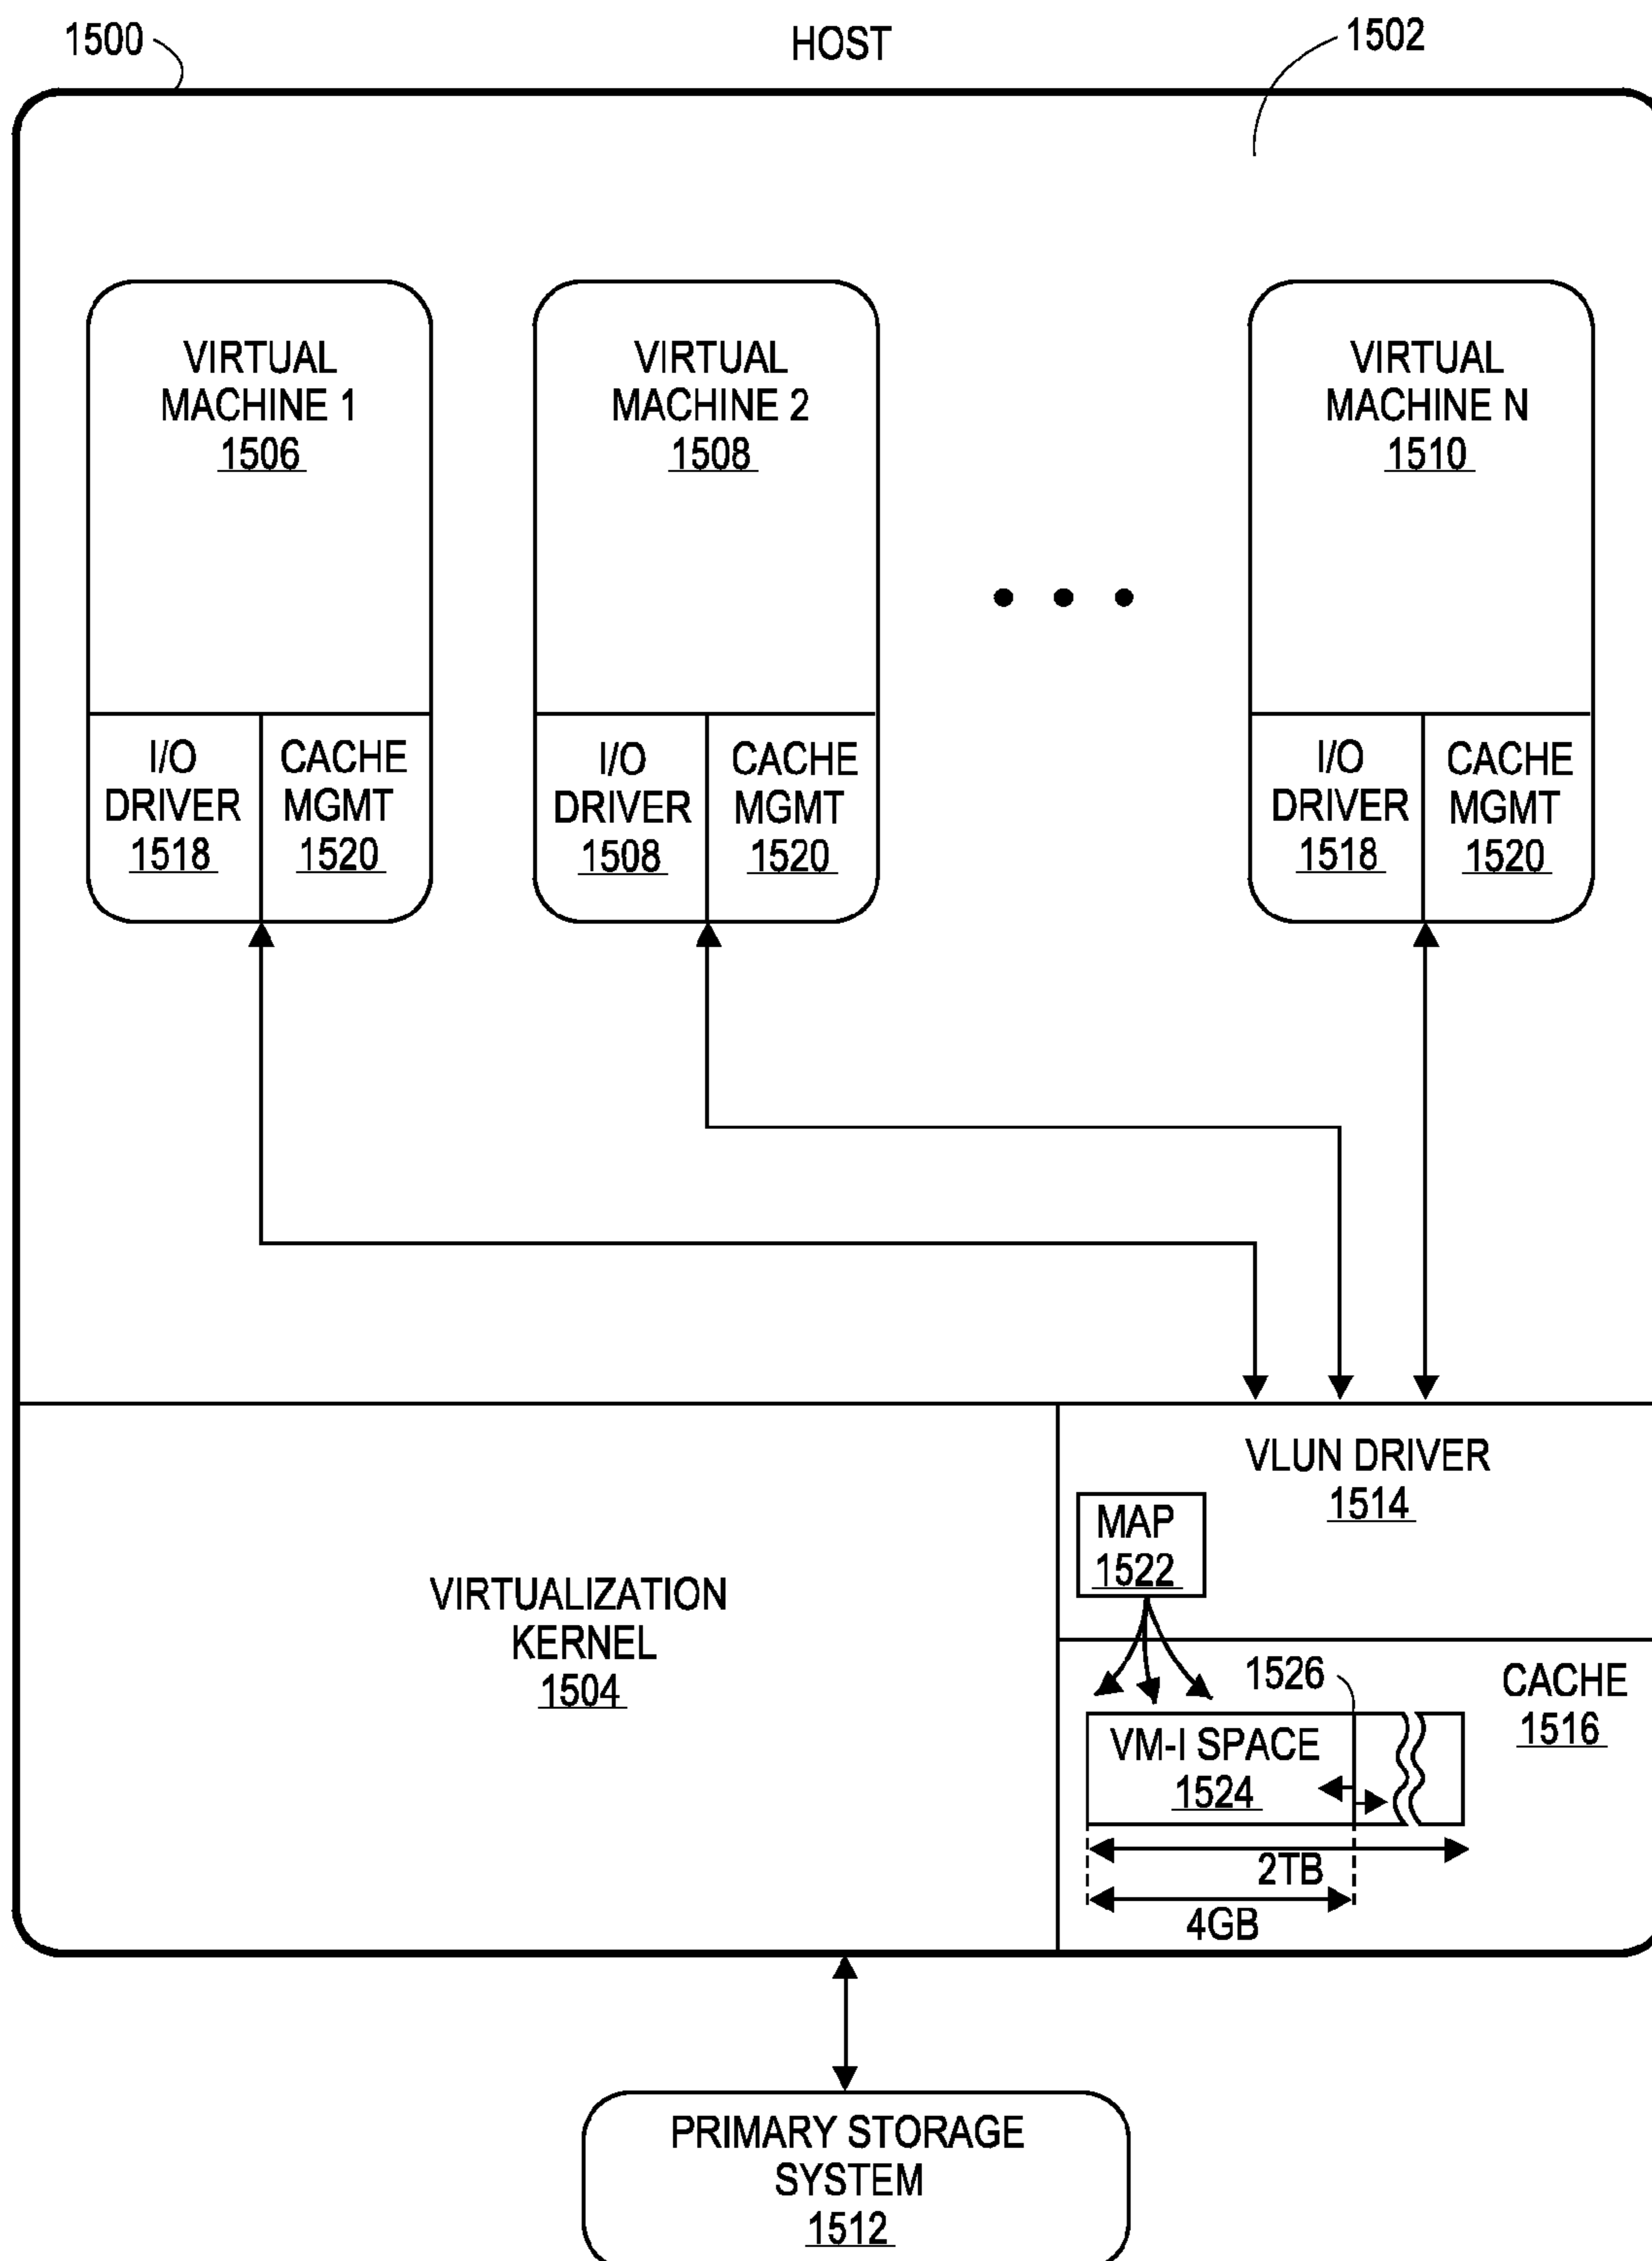 1500
HOST
1502
VIRTUAL
MACHINE 1
1506
VIRTUAL
MACHINE 2
1508
VIRTUAL
MACHINE N
1510
I/O
DRIVER
1518
CACHE
MGMT
1520
I/O
DRIVER
1508
CACHE
MGMT
1520
I/O
DRIVER
1518
CACHE
MGMT
1520
VLUN DRIVER
1514
MAP
1522
VIRTUALIZATION
KERNEL
1504
1526
CACHE
1516
VM-I SPACE
1524
2TB
4GB
PRIMARY STORAGE
SYSTEM
1512